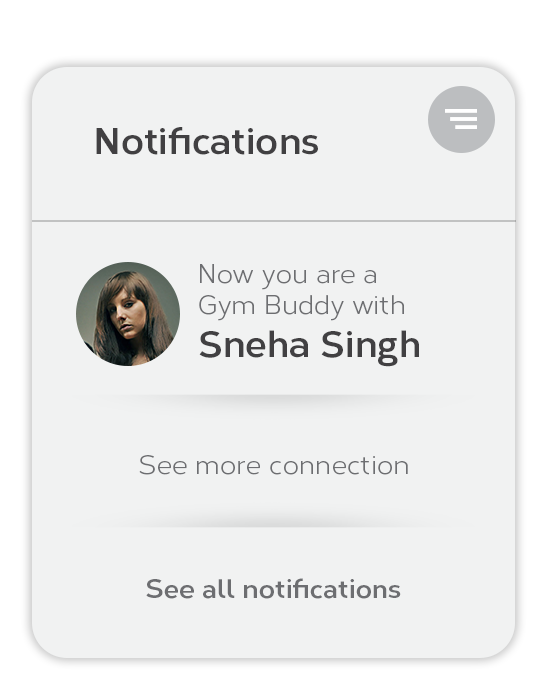 Notifications
Now you are a
Gym Buddy with
Sneha Singh
See more connection
See all notifications